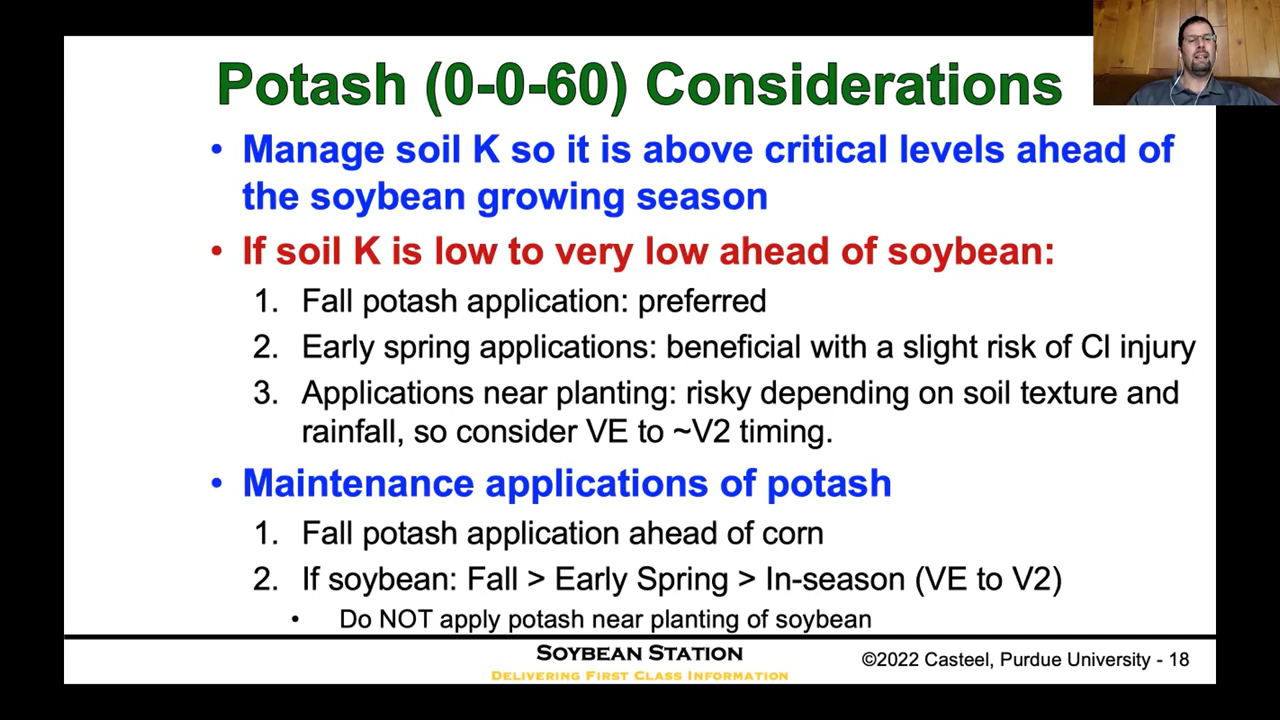 Potash (0-0-60) Considerations
• Manage soil K so it is above critical levels ahead of
the soybean growing season
• If soil K is low to very low ahead of soybean:
1. Fall potash application: preferred
2. Early spring applications: beneficial with a slight risk of Cl injury
3. Applications near planting: risky depending on soil texture and
rainfall, so consider VE to ~V2 timing.
• Maintenance applications of potash
1. Fall potash application ahead of corn
2. If soybean: Fall > Early Spring > In-season (VE to V2)
• Do NOT apply potash near planting of soybean
SOYBEAN STATION
DELIVERING FIRST CLASS INFORMATION
©2022 Casteel, Purdue University - 18